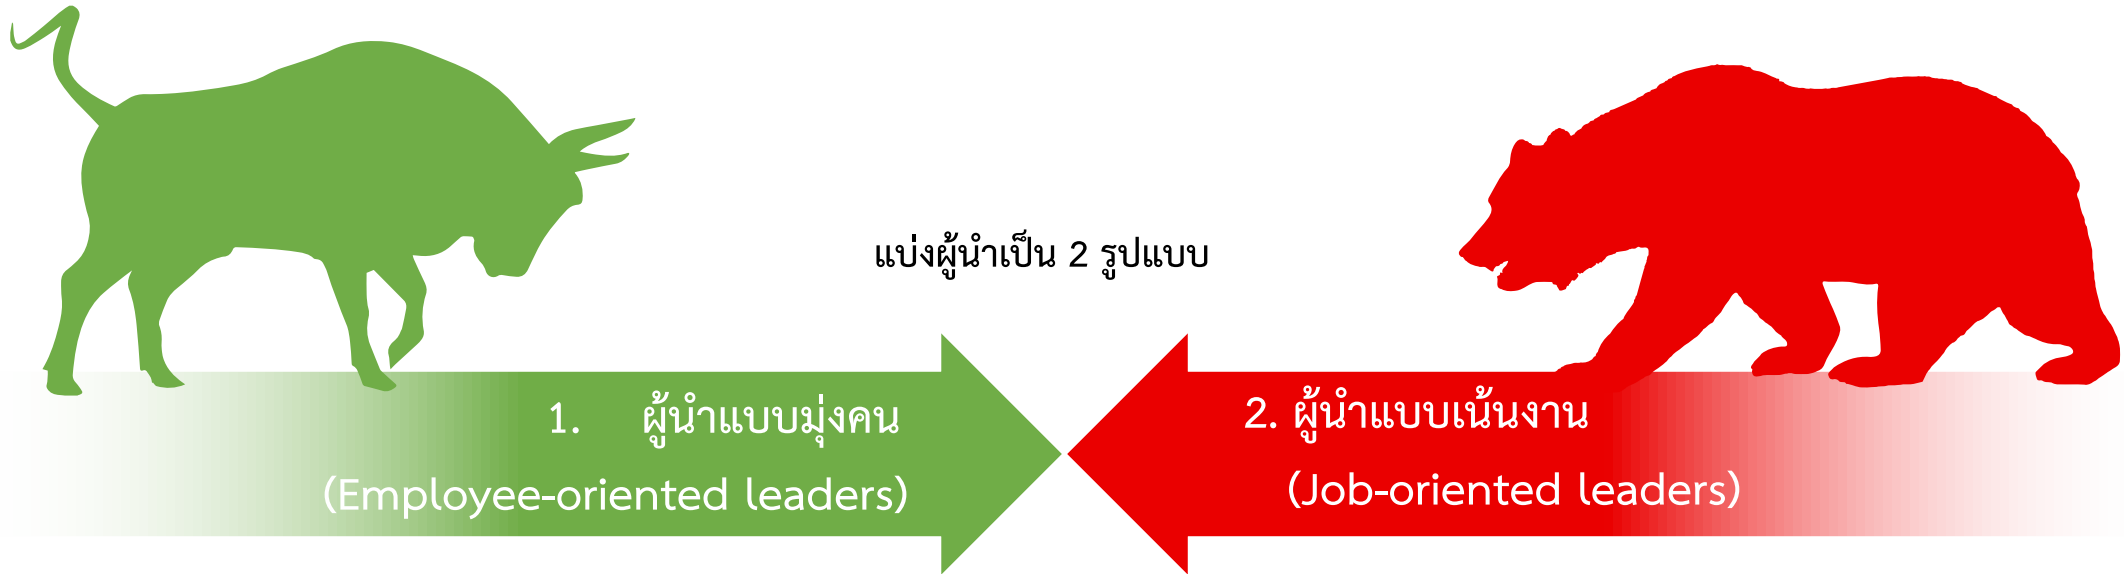 แบ่งผู้นำเป็น 2 รูปแบบ
1. ผู้นำแบบมุ่งคน
(Employee-oriented leaders)
2. ผู้นำแบบเน้นงาน
(Job-oriented leaders)